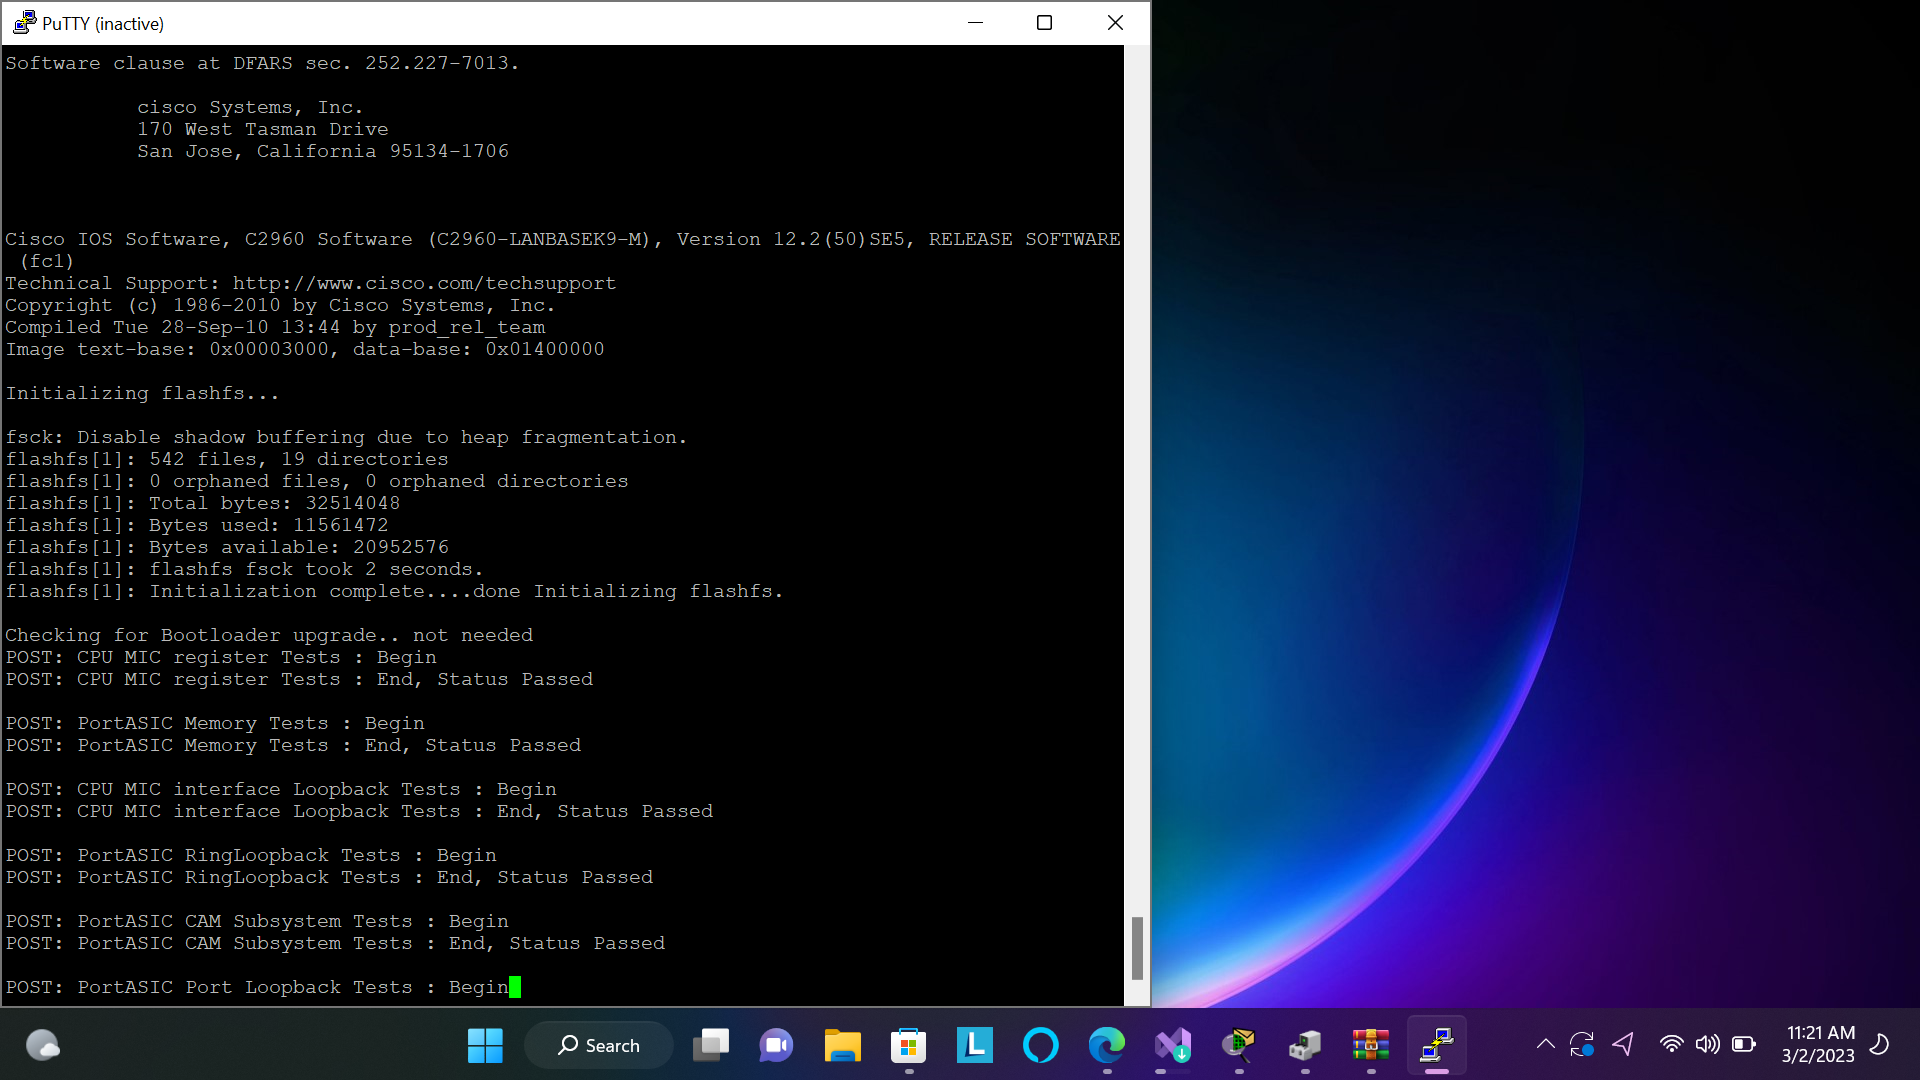 PuTTY (inactive)
Software clause at DFARS sec. 252.227-7013.
cisco Systems, Inc.
170 West Tasman Drive
San Jose, California 95134-1706
Cisco IOS Software, C2960 Software (C2960-LANBASEK9-M), Version 12.2(50)SE5, RELEASE SOFTWARE
(fc1)
Technical Support: http://www.cisco.com/techsupport
Copyright (c) 1986-2010 by Cisco Systems, Inc.
Compiled Tue 28-Sep-10 13:44 by prod_rel_team
Image text-base: 0x00003000, data-base: 0x01400000
Initializing flashfs...
fsck: Disable shadow buffering due to heap fragmentation.
flashfs[1]: 542 files, 19 directories
flashfs[1]: 0 orphaned files, 0 orphaned directories
flashfs[1]: Total bytes: 32514048
flashfs[1]: Bytes used: 11561472
flashfs[1]: Bytes available: 20952576
flashfs[1]: flashfs fsck took 2 seconds.
flashfs[1]: Initialization complete....done Initializing flashfs.
Checking for Bootloader upgrade.. not needed
POST: CPU MIC register Tests : Begin
POST: CPU MIC register Tests : End, Status Passed
POST: PortASIC Memory Tests : Begin
POST: PortASIC Memory Tests : End, Status Passed
POST: CPU MIC interface Loopback Tests : Begin
POST: CPU MIC interface Loopback Tests : End, Status Passed
POST: PortASIC RingLoopback Tests : Begin
POST: PortASIC RingLoopback Tests : End, Status Passed
POST: PortASIC CAM Subsystem Tests : Begin
POST: PortASIC CAM Subsystem Tests : End, Status Passed
POST: PortASIC Port Loopback Tests : Begin
Search
L
11:21 AM
3/2/2023